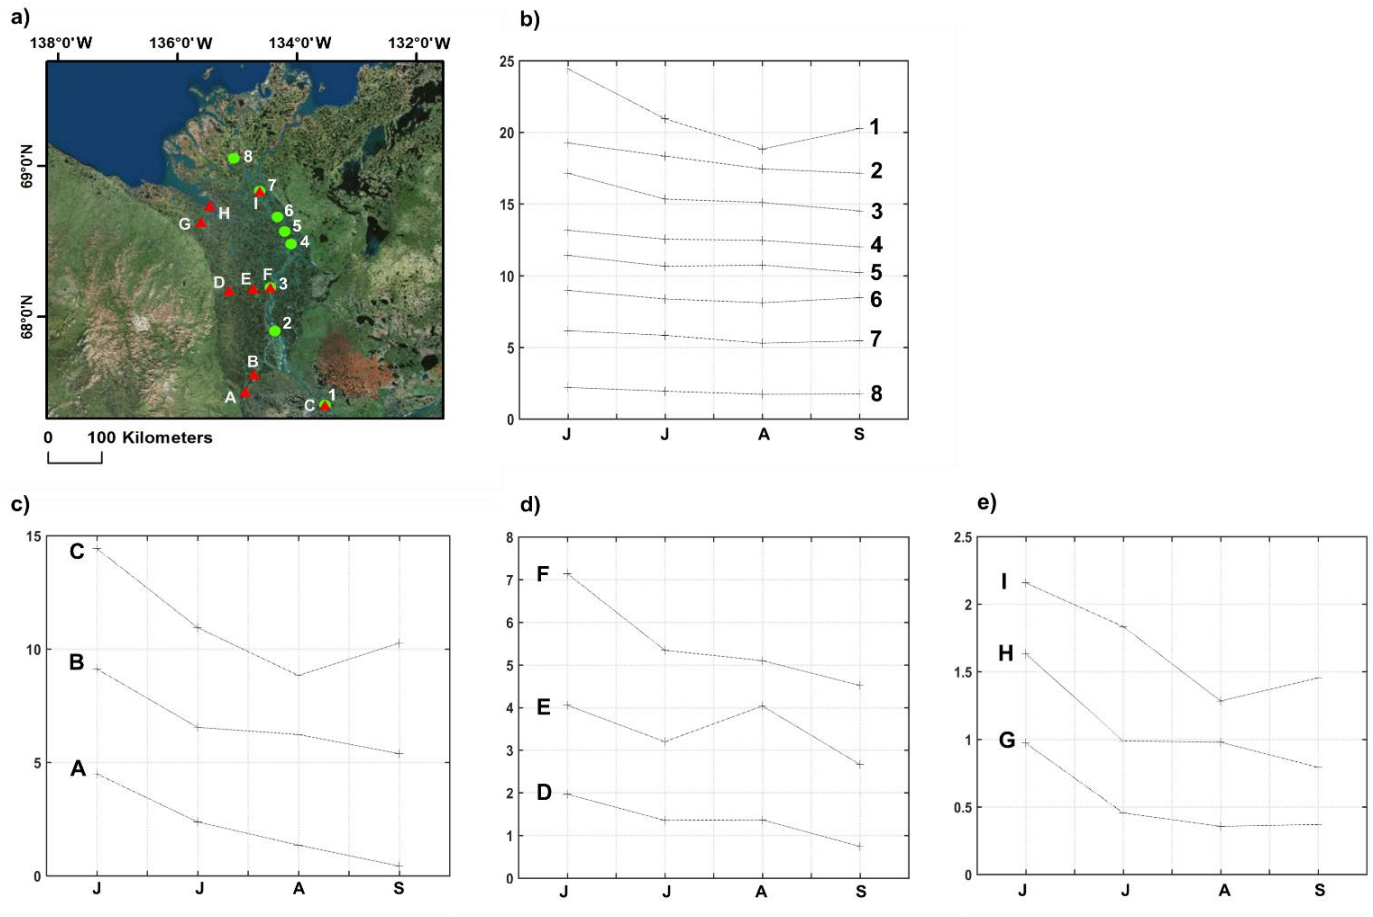 a)
138°0'W 136°0'W 134°0'W 132°0'W
69°0'N
68°0'N
8
7
I
H
G
6
5
4
D E F 3
2
B
A
C 1
0 100 Kilometers
b)
25
20
15
10
5
0
1
2
3
4
5
6
7
8
J J A S
c)
15
10
5
0
C
B
A
J J A S
d)
8
7
6
5
4
3
2
1
0
F
E
D
J J A S
e)
2.5
2
1.5
1
0.5
0
I
H
G
J J A S